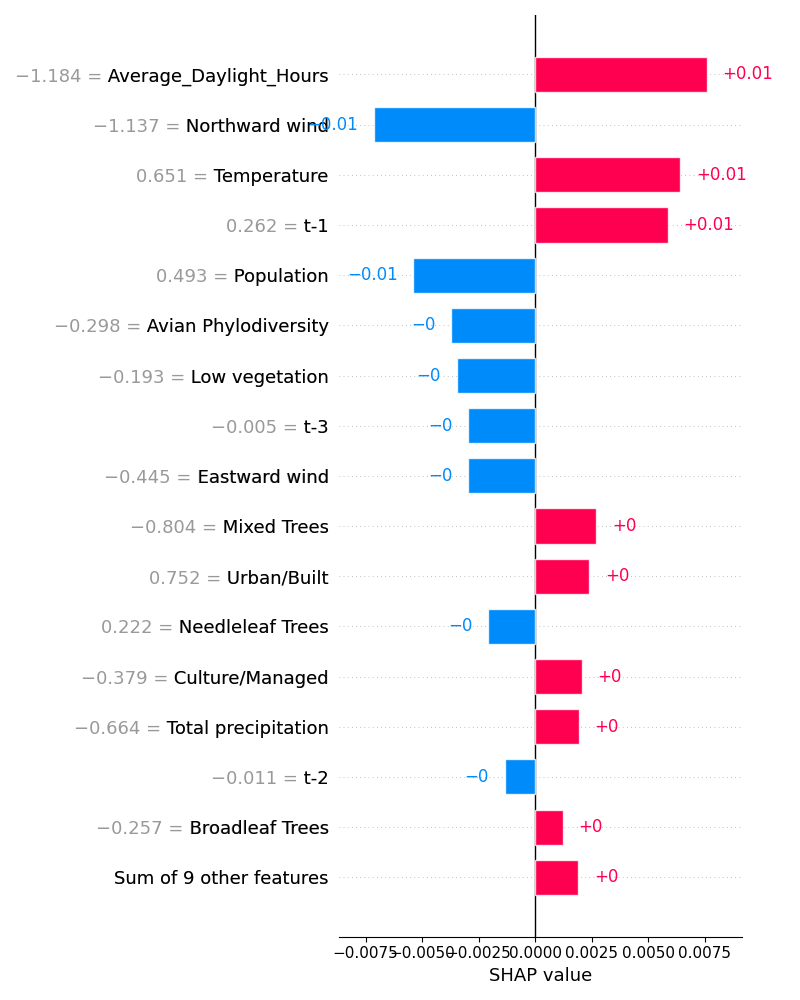 −1.184 = Average_Daylight_Hours +0.01
−1.137 = Northward wind −0.01
0.651 = Temperature +0.01
0.262 = t-1 +0.01
0.493 = Population −0.01
−0.298 = Avian Phylodiversity −0
−0.193 = Low vegetation −0
−0.005 = t-3 −0
−0.445 = Eastward wind −0
−0.804 = Mixed Trees +0
0.752 = Urban/Built +0
0.222 = Needleleaf Trees −0
−0.379 = Culture/Managed +0
−0.664 = Total precipitation +0
−0.011 = t-2 −0
−0.257 = Broadleaf Trees +0
Sum of 9 other features +0
−0.0075 −0.0050 −0.0025 0.0000 0.0025 0.0050 0.0075
SHAP value